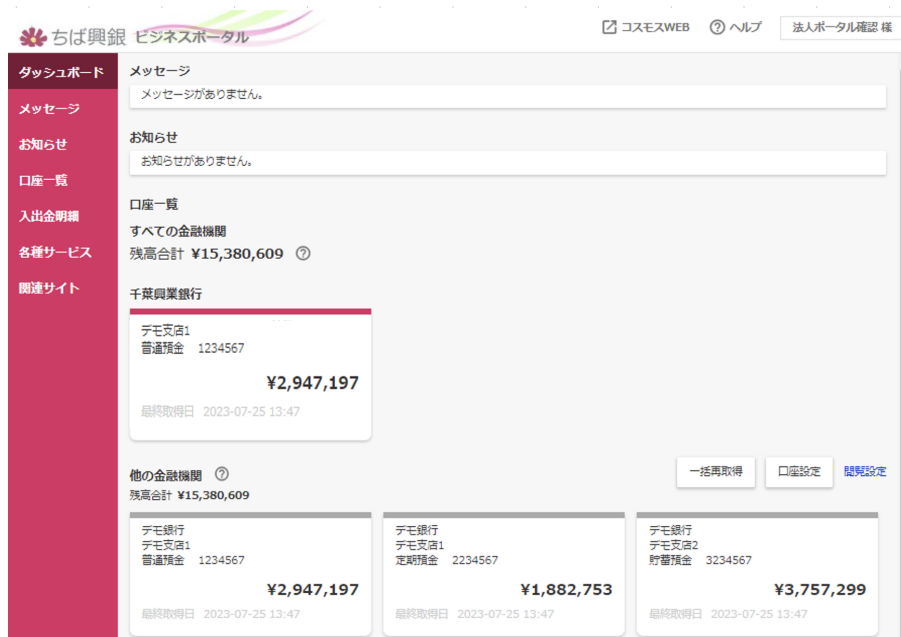 ちば興銀 ビジネスポータル
コスモスWEB
ヘルプ
法人ポータル確認 様
ダッシュボード
メッセージ
お知らせ
口座一覧
入出金明細
各種サービス
関連サイト
メッセージ
メッセージがありません。
お知らせ
お知らせがありません。
口座一覧
すべての金融機関
残高合計 ¥15,380,609
千葉興業銀行
デモ支店1
普通預金 1234567
¥2,947,197
最終取得日 2023-07-25 13:47
他の金融機関
残高合計 ¥15,380,609
一括再取得
口座設定
閲覧設定
デモ銀行
デモ支店1
普通預金 1234567
¥2,947,197
最終取得日 2023-07-25 13:47
デモ銀行
デモ支店1
定期預金 2234567
¥1,882,753
最終取得日 2023-07-25 13:47
デモ銀行
デモ支店2
貯蓄預金 3234567
¥3,757,299
最終取得日 2023-07-25 13:47